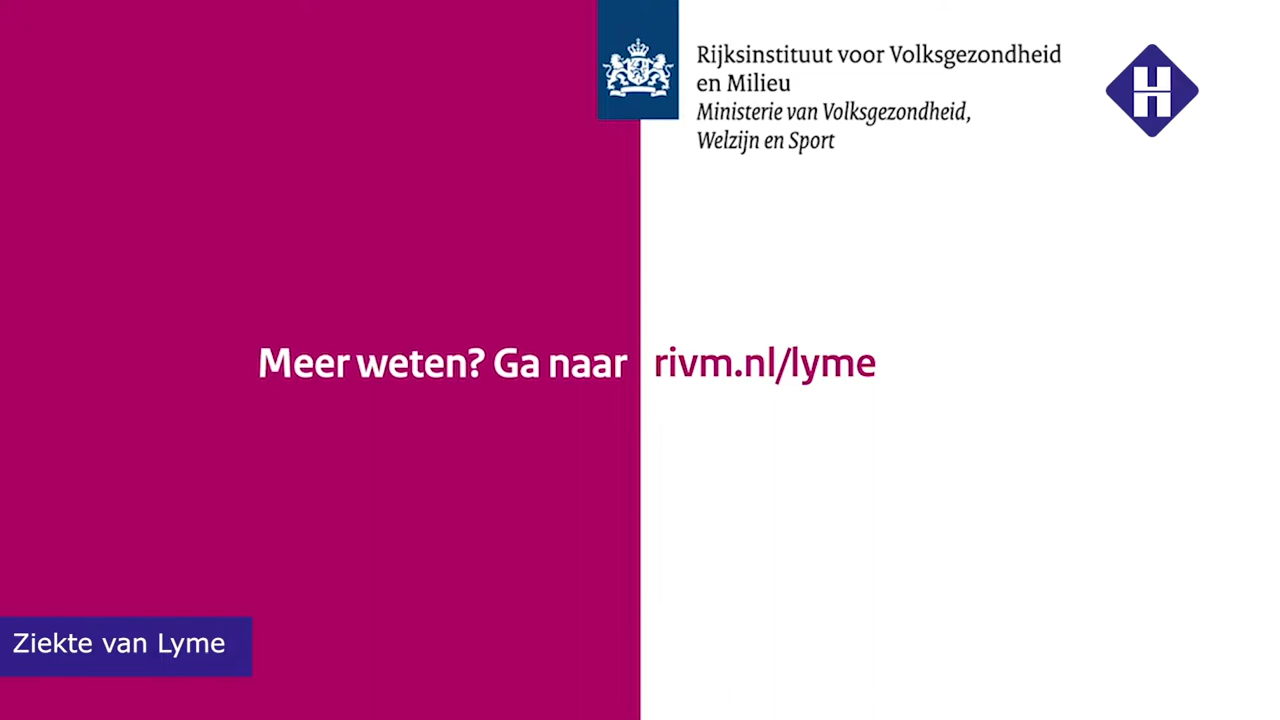 Rijksinstituut voor Volksgezondheid
en Milieu
Ministerie van Volksgezondheid,
Welzijn en Sport
H
Meer weten? Ga naar rivm.nl/lyme
Ziekte van Lyme